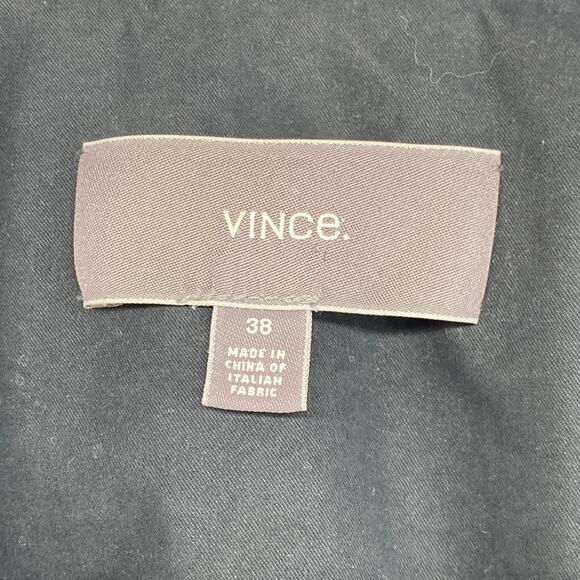 VINCe.
38
MADE IN
CHINA OF
ITALIAN
FABRIC